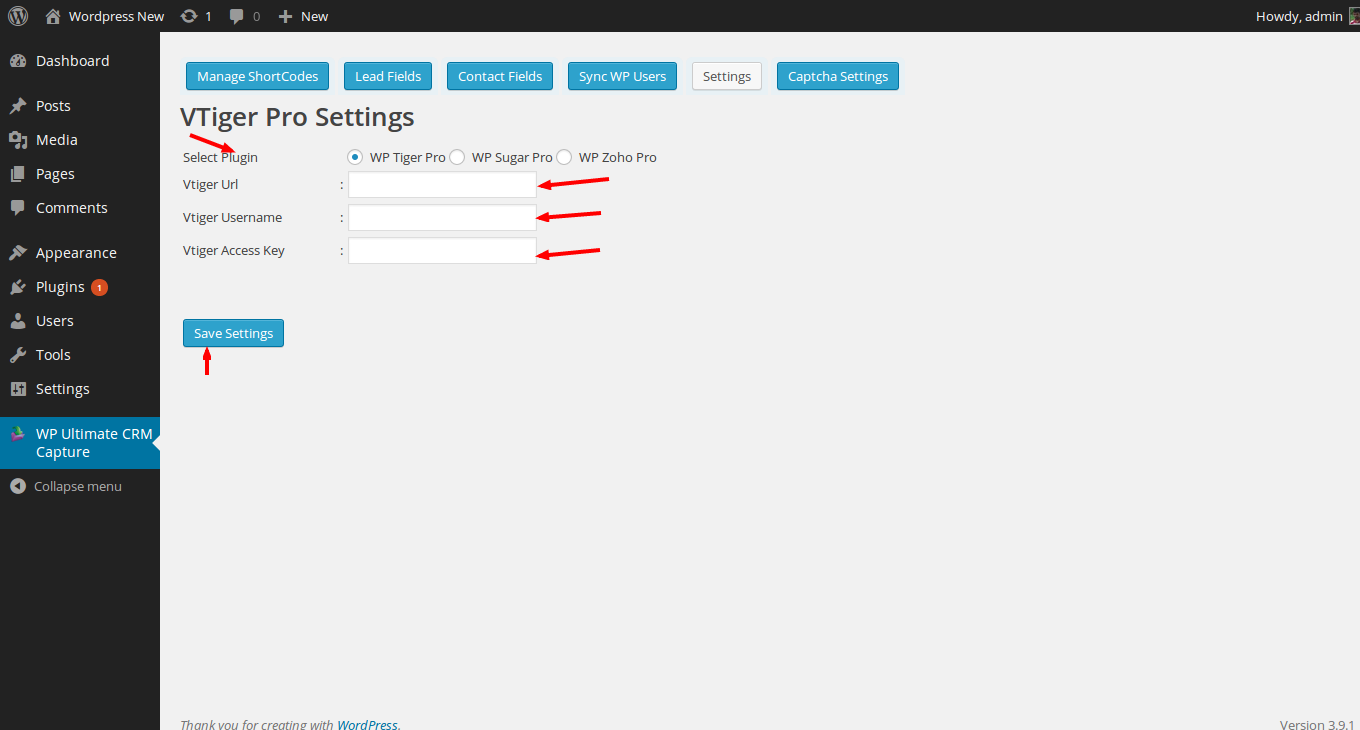 Wordpress New 1 0 New Howdy, admin
Dashboard
Posts
Media
Pages
Comments
Appearance
Plugins 1
Users
Tools
Settings
WP Ultimate CRM
Capture
Collapse menu
Manage ShortCodes Lead Fields Contact Fields Sync WP Users Settings Captcha Settings
VTiger Pro Settings
Select Plugin WP Tiger Pro WP Sugar Pro WP Zoho Pro
Vtiger Url :
Vtiger Username :
Vtiger Access Key :
Save Settings
Thank you for creating with WordPress. Version 3.9.1